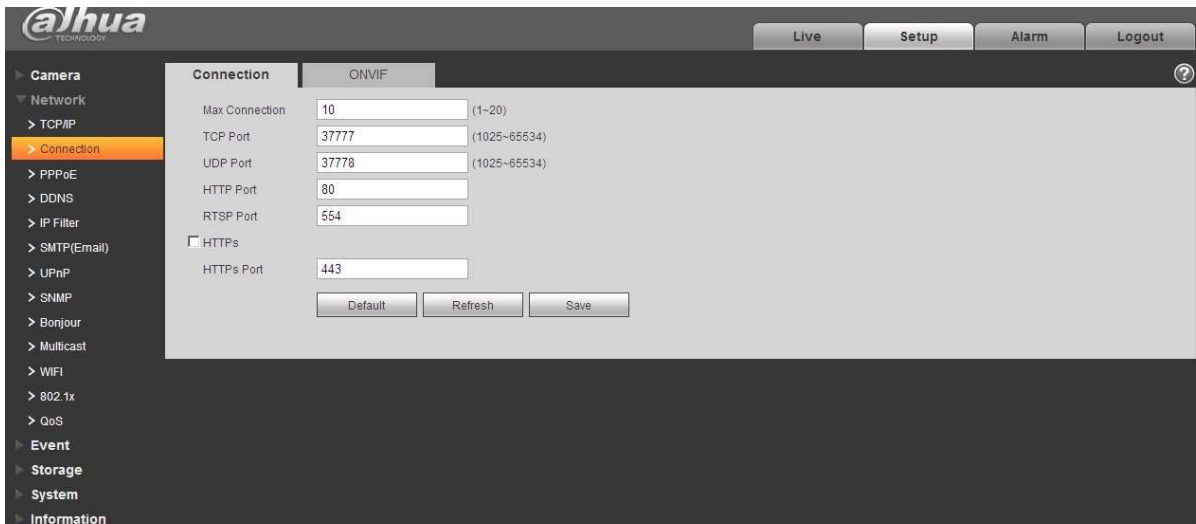 alhua
TECHNOLOGY
Live Setup Alarm Logout
Camera
Network
> TCP/IP
> Connection
> PPPoE
> DDNS
> IP Filter
> SMTP(Email)
> UPnP
> SNMP
> Bonjour
> Multicast
> WIFI
> 802.1x
> QoS
Event
Storage
System
Information
Connection ONVIF ?
Max Connection 10 (1~20)
TCP Port 37777 (1025~65534)
UDP Port 37778 (1025~65534)
HTTP Port 80
RTSP Port 554
HTTPs
HTTPs Port 443
Default Refresh Save